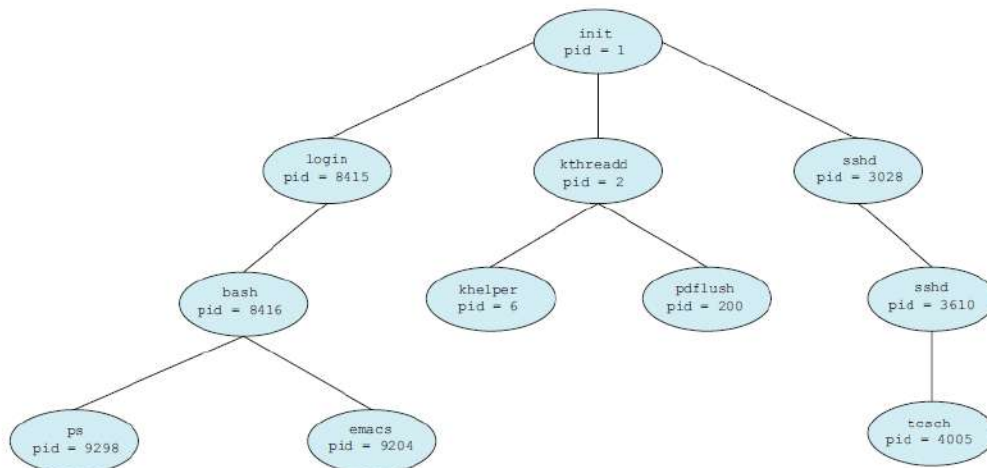 init
pid = 1
login
pid = 8415
kthreadd
pid = 2
sshd
pid = 3028
bash
pid = 8416
khelper
pid = 6
pdflush
pid = 200
sshd
pid = 3610
ps
pid = 9298
emacs
pid = 9204
tcsch
pid = 4005